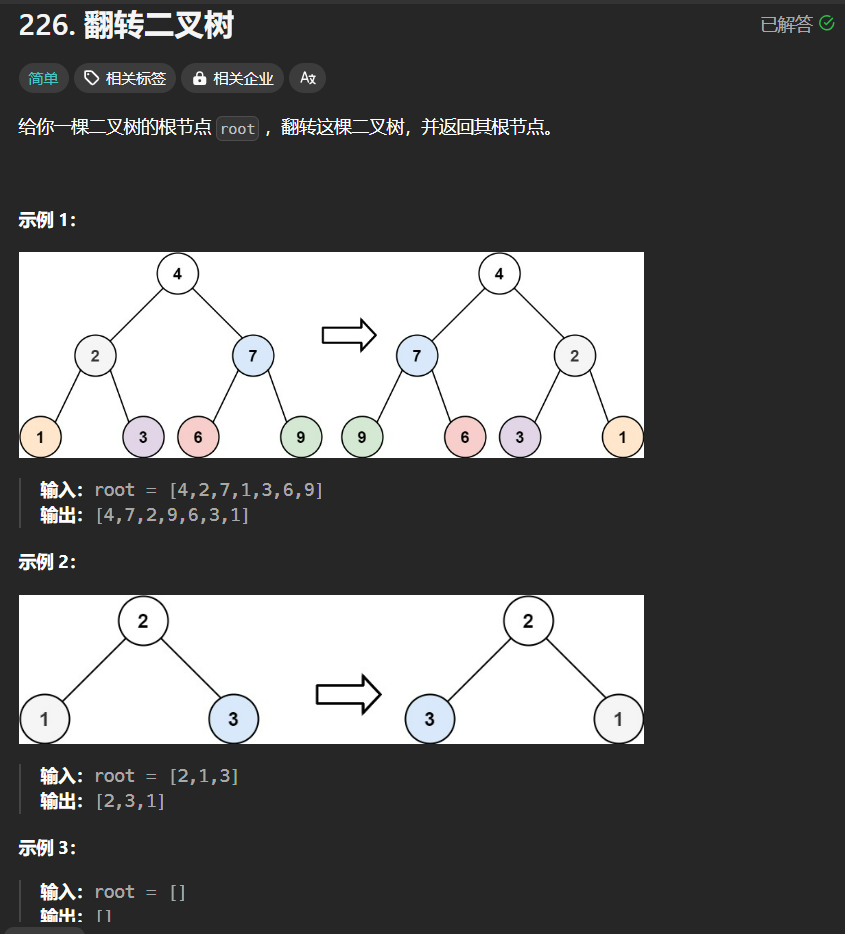 226. 翻转二叉树
已解答
简单 相关标签 相关企业 Aあ
给你一棵二叉树的根节点 root ，翻转这棵二叉树，并返回其根节点。
示例 1：
4 4
2 7 7 2
1 3 6 9 9 6 3 1
输入：root = [4,2,7,1,3,6,9]
输出：[4,7,2,9,6,3,1]
示例 2：
2 2
1 3 3 1
输入：root = [2,1,3]
输出：[2,3,1]
示例 3：
输入：root = []
输出：[]